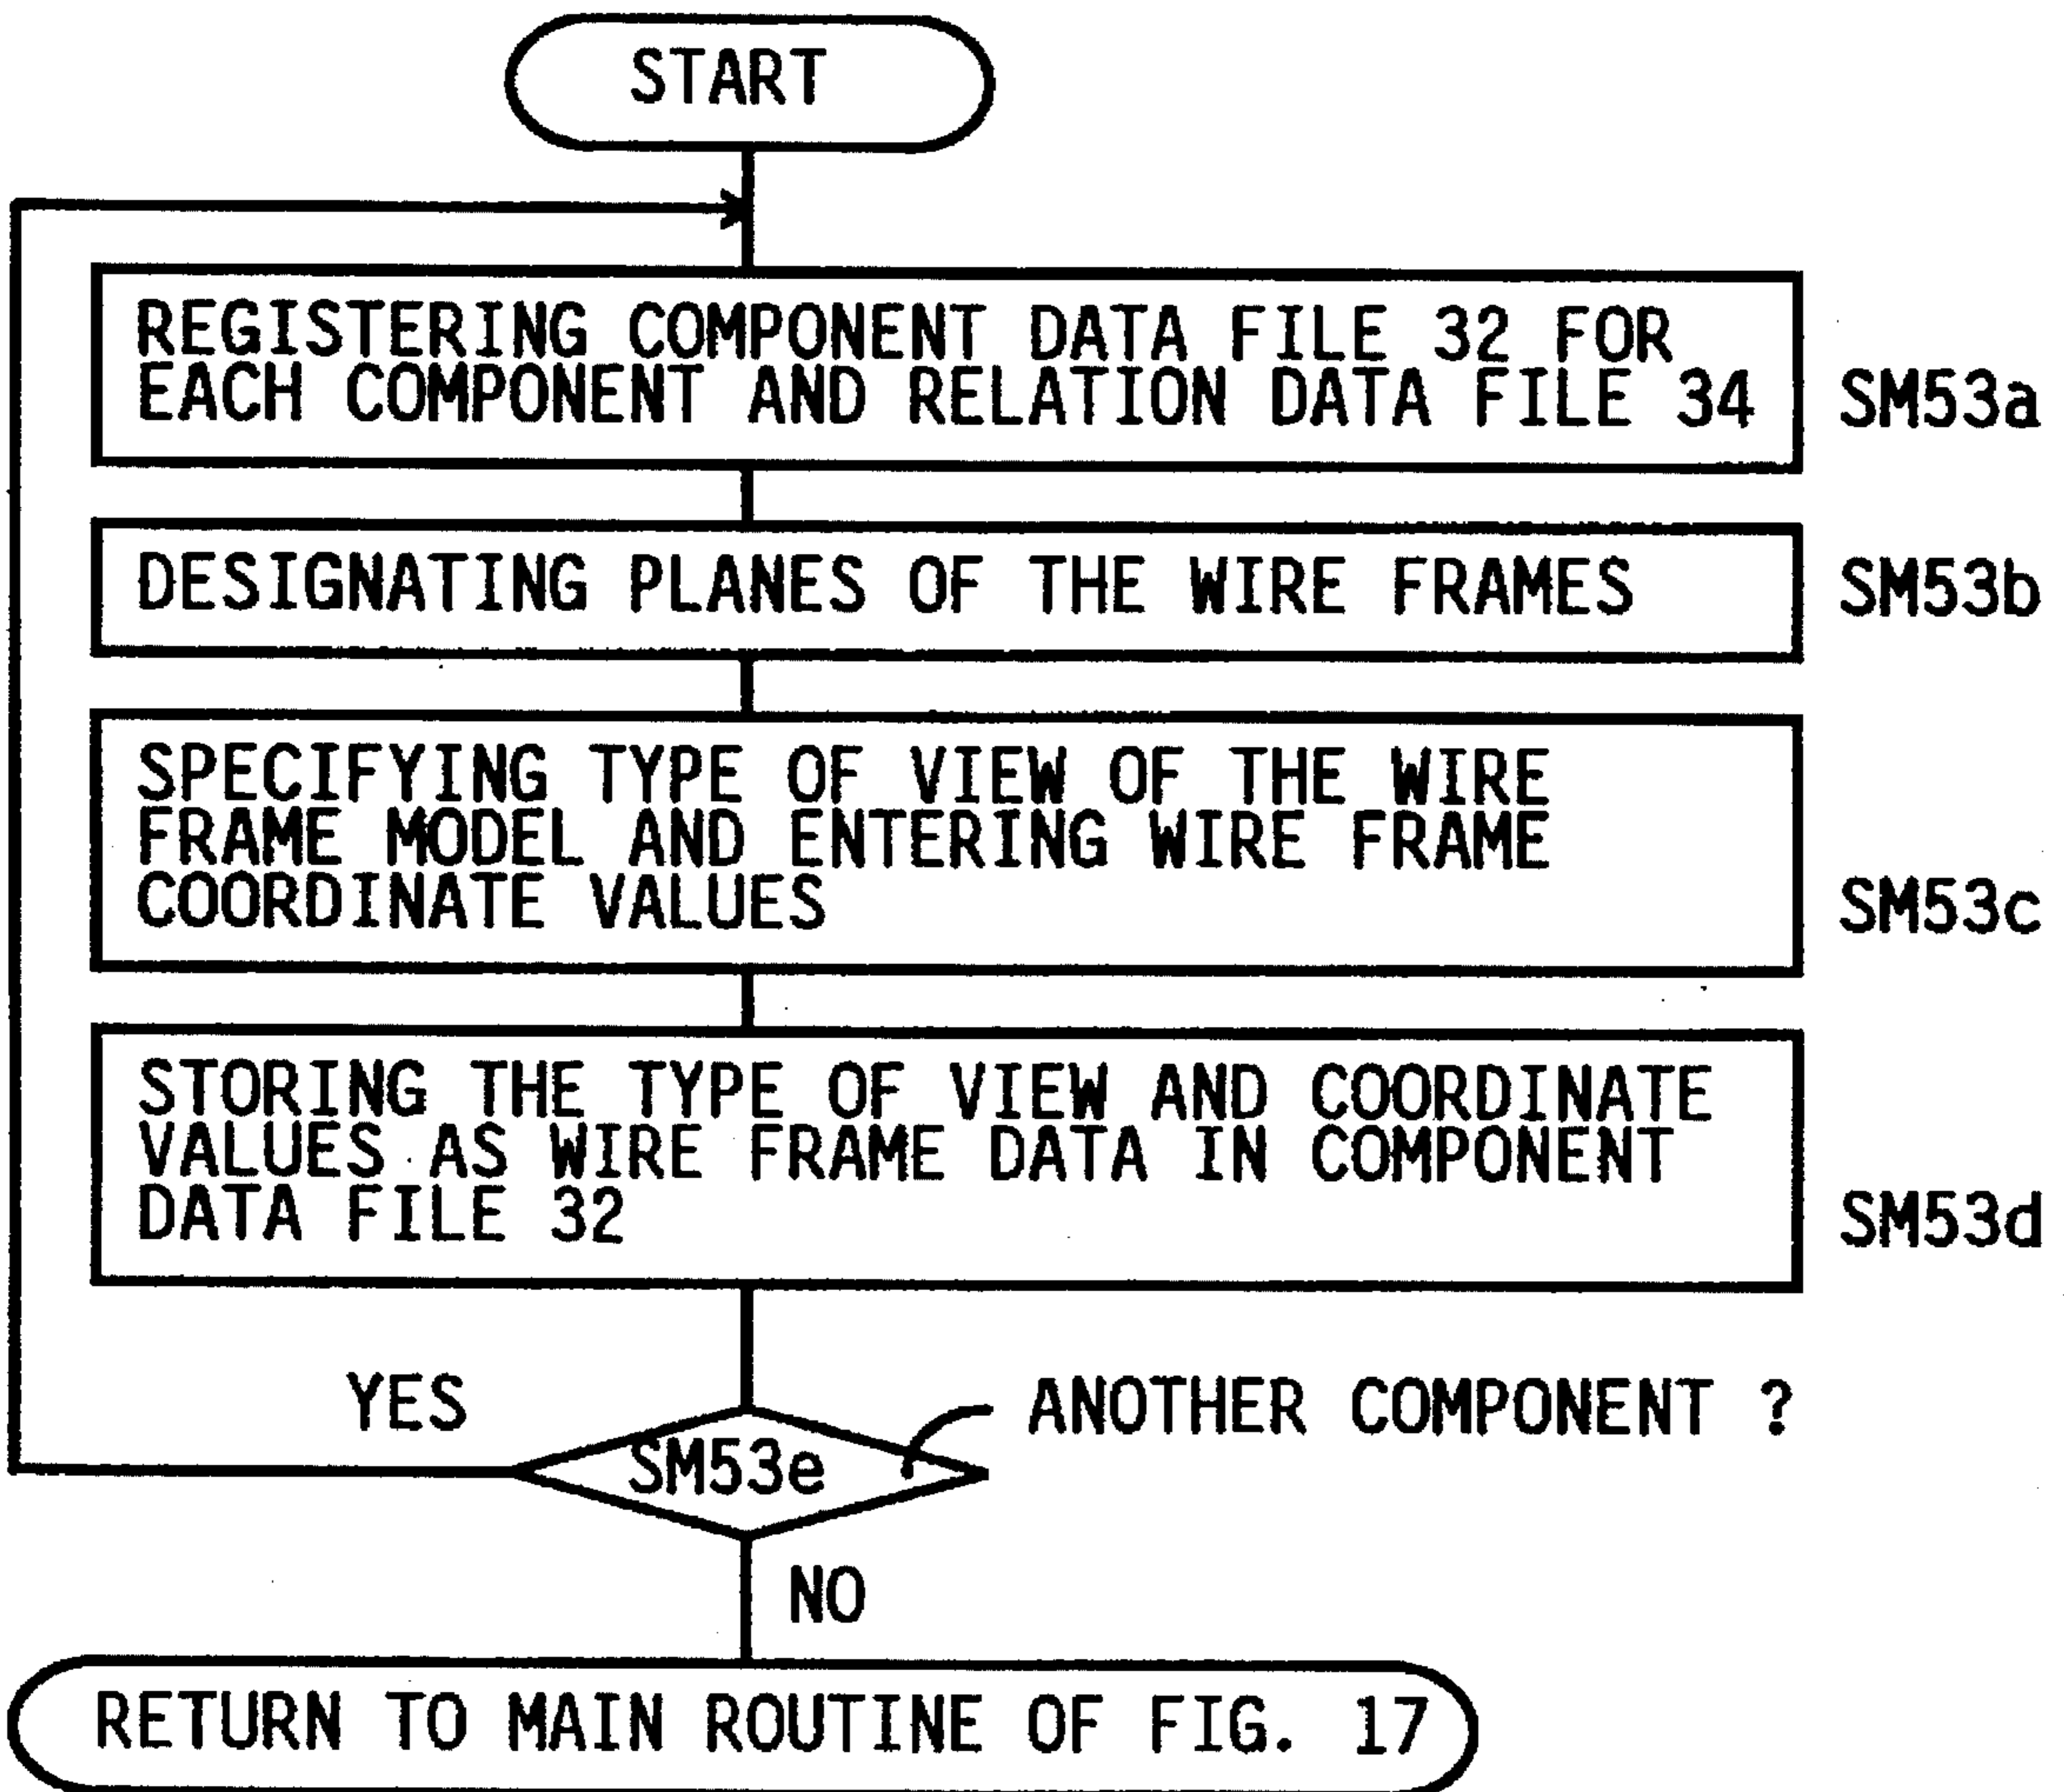 START
REGISTERING COMPONENT DATA FILE 32 FOR
EACH COMPONENT AND RELATION DATA FILE 34
SM53a
DESIGNATING PLANES OF THE WIRE FRAMES
SM53b
SPECIFYING TYPE OF VIEW OF THE WIRE
FRAME MODEL AND ENTERING WIRE FRAME
COORDINATE VALUES
SM53c
STORING THE TYPE OF VIEW AND COORDINATE
VALUES AS WIRE FRAME DATA IN COMPONENT
DATA FILE 32
SM53d
YES
ANOTHER COMPONENT ?
SM53e
NO
RETURN TO MAIN ROUTINE OF FIG. 17